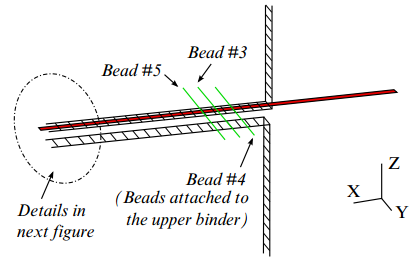 Bead #3
Bead #5
Bead #4
( Beads attached to
the upper binder )
Details in
next figure
Z
X
Y